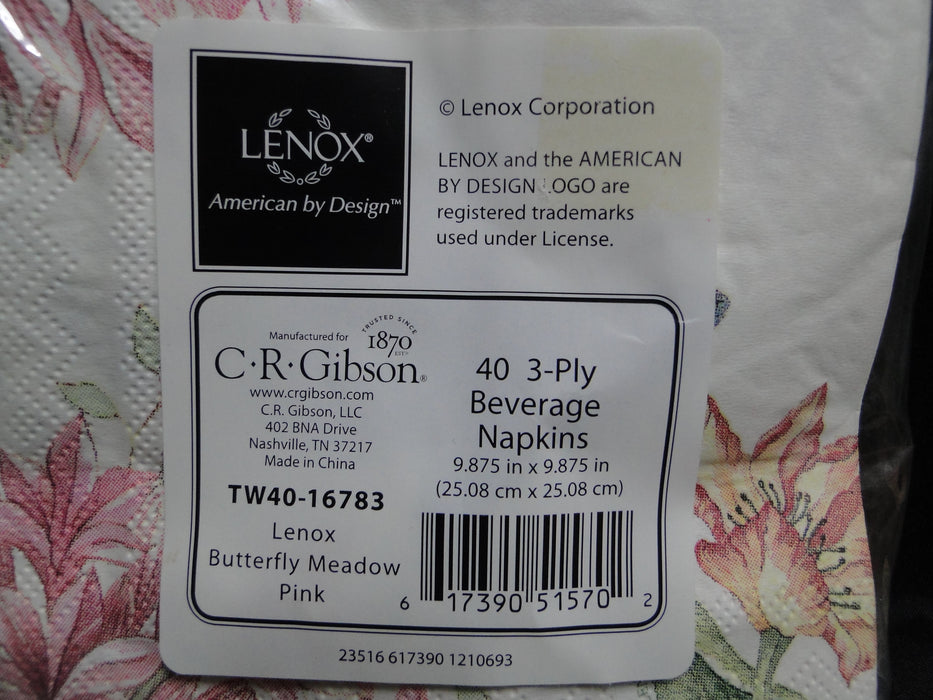 LENOX®
American by Design™
© Lenox Corporation
LENOX and the AMERICAN
BY DESIGN LOGO are
registered trademarks
used under License.
Manufactured for
TRUSTED SINCE
1870
EST
C·R·Gibson®
www.crgibson.com
C.R. Gibson, LLC
402 BNA Drive
Nashville, TN 37217
Made in China
TW40-16783
Lenox
Butterfly Meadow
Pink
40 3-Ply
Beverage
Napkins
9.875 in x 9.875 in
(25.08 cm x 25.08 cm)
6 17390 51570 2
23516 617390 1210693